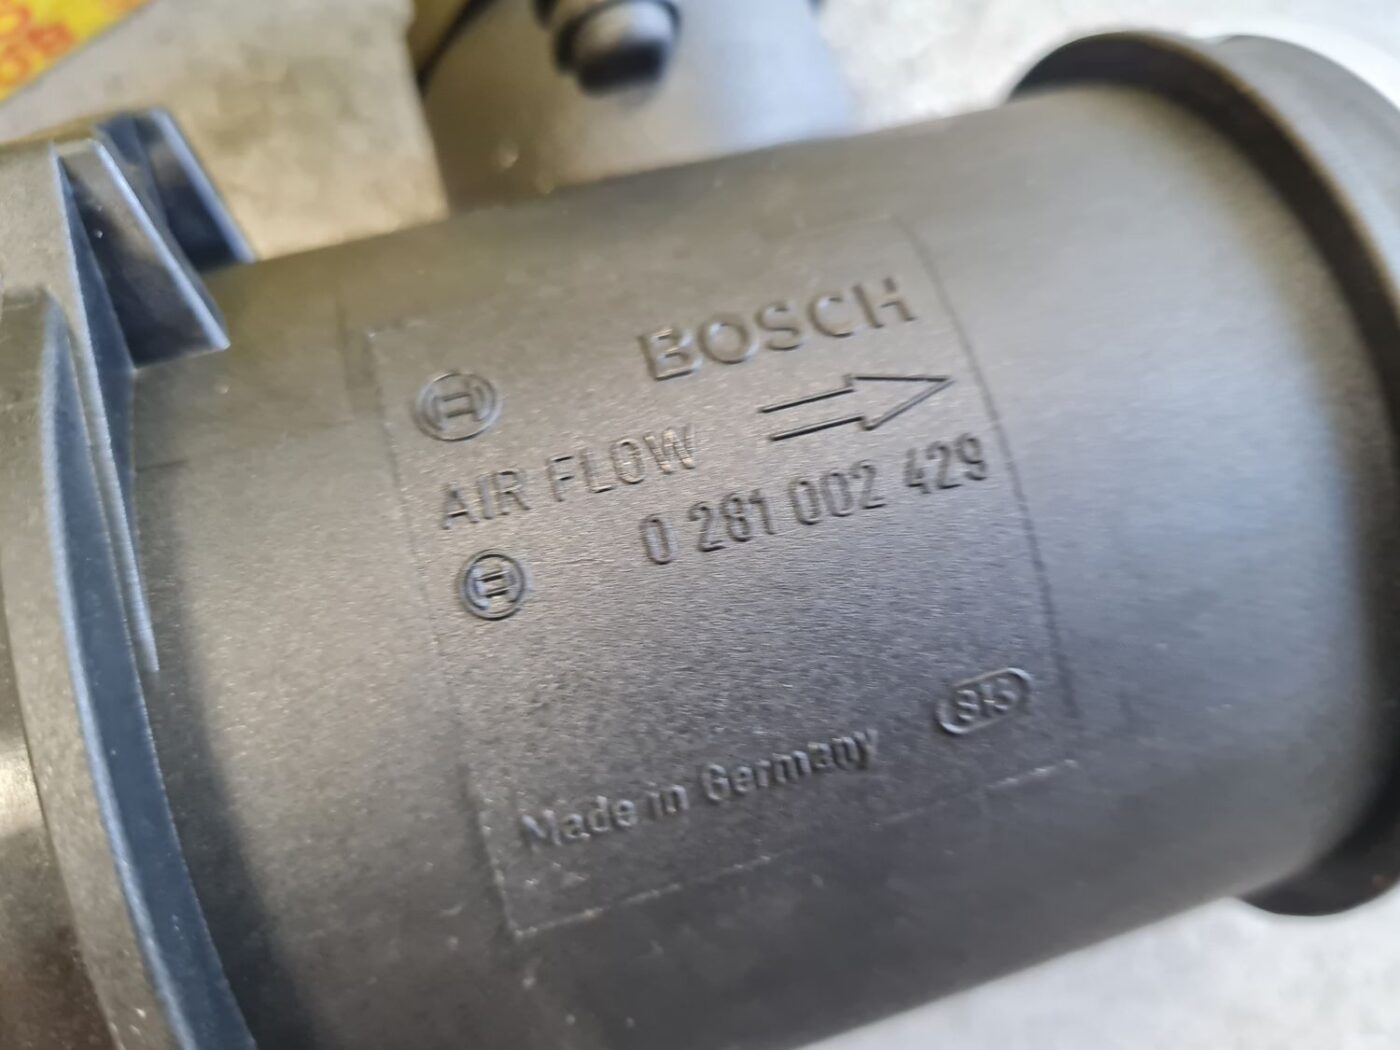 BOSCH
AIR FLOW
0 281 002 429
Made in Germany